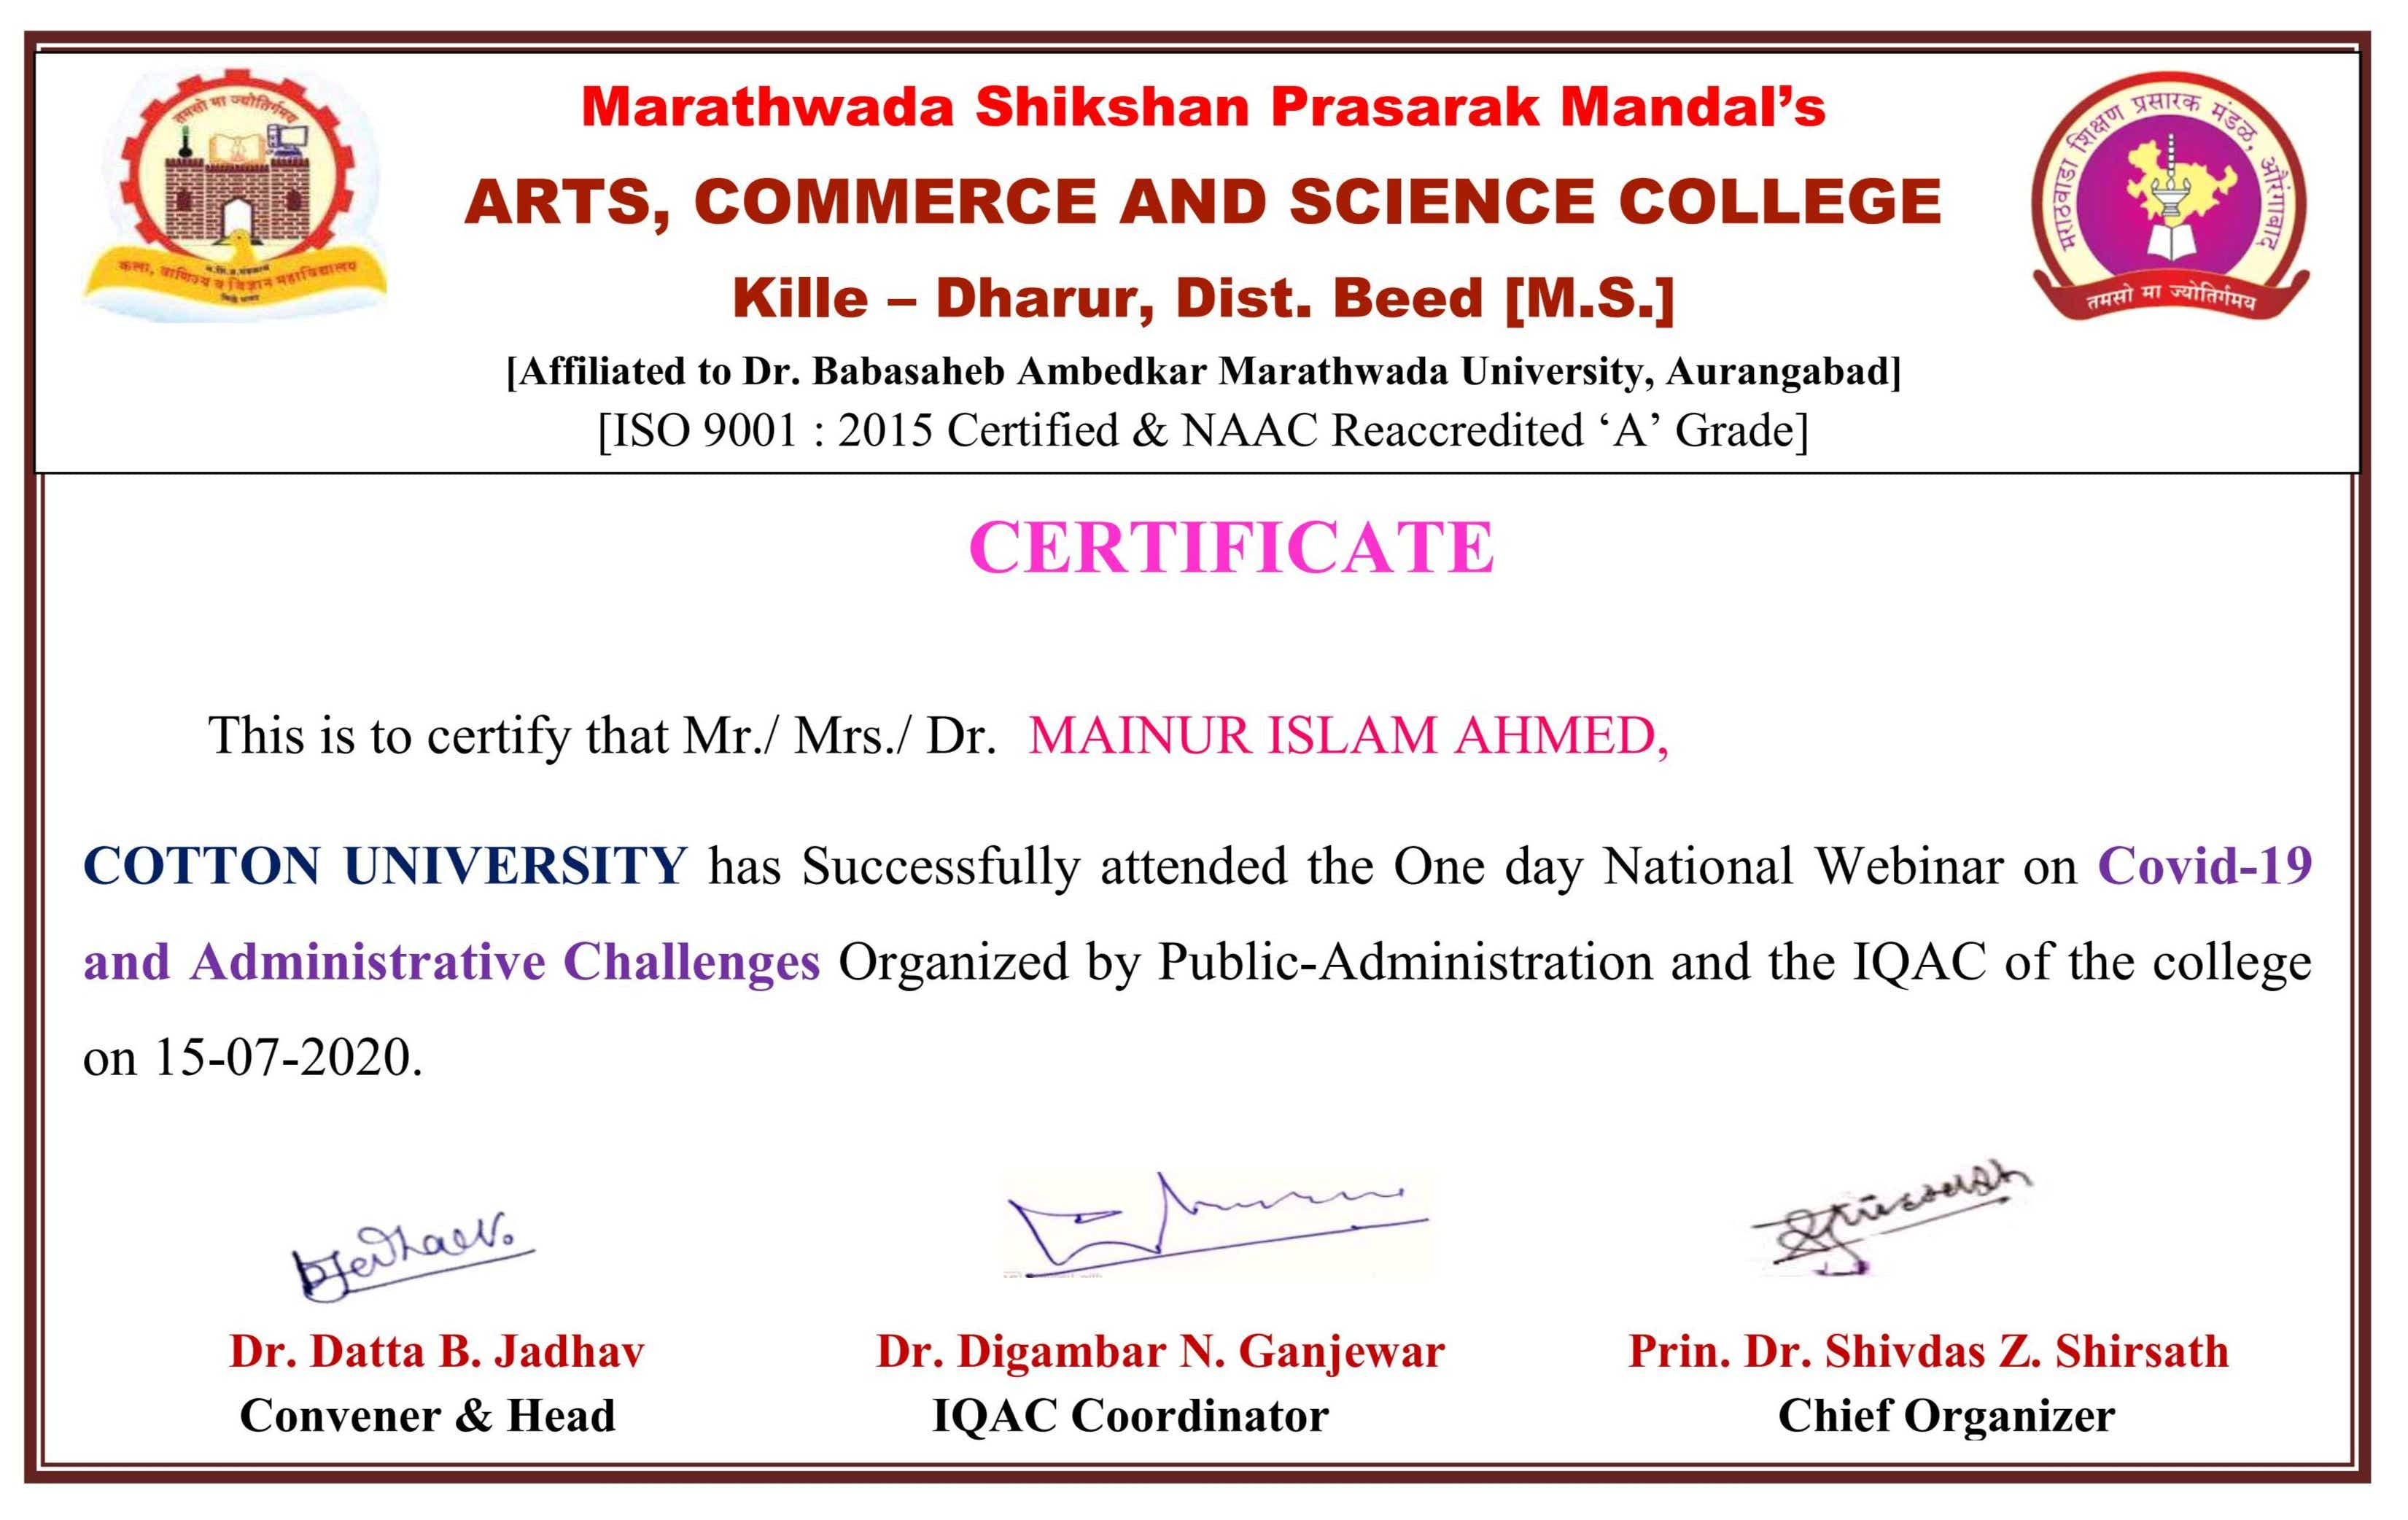 तमसो मा ज्योतिर्गमय
कला, वाणिज्य व विज्ञान महाविद्यालय
मराठवाडा शिक्षण प्रसारक मंडळ, औरंगाबाद
तमसो मा ज्योतिर्गमय
Marathwada Shikshan Prasarak Mandal’s
ARTS, COMMERCE AND SCIENCE COLLEGE
Kille – Dharur, Dist. Beed [M.S.]
[Affiliated to Dr. Babasaheb Ambedkar Marathwada University, Aurangabad]
[ISO 9001 : 2015 Certified & NAAC Reaccredited ‘A’ Grade]
CERTIFICATE
This is to certify that Mr./ Mrs./ Dr. MAINUR ISLAM AHMED,
COTTON UNIVERSITY has Successfully attended the One day National Webinar on Covid-19
and Administrative Challenges Organized by Public-Administration and the IQAC of the college
on 15-07-2020.
Dr. Datta B. Jadhav
Convener & Head
Dr. Digambar N. Ganjewar
IQAC Coordinator
Prin. Dr. Shivdas Z. Shirsath
Chief Organizer